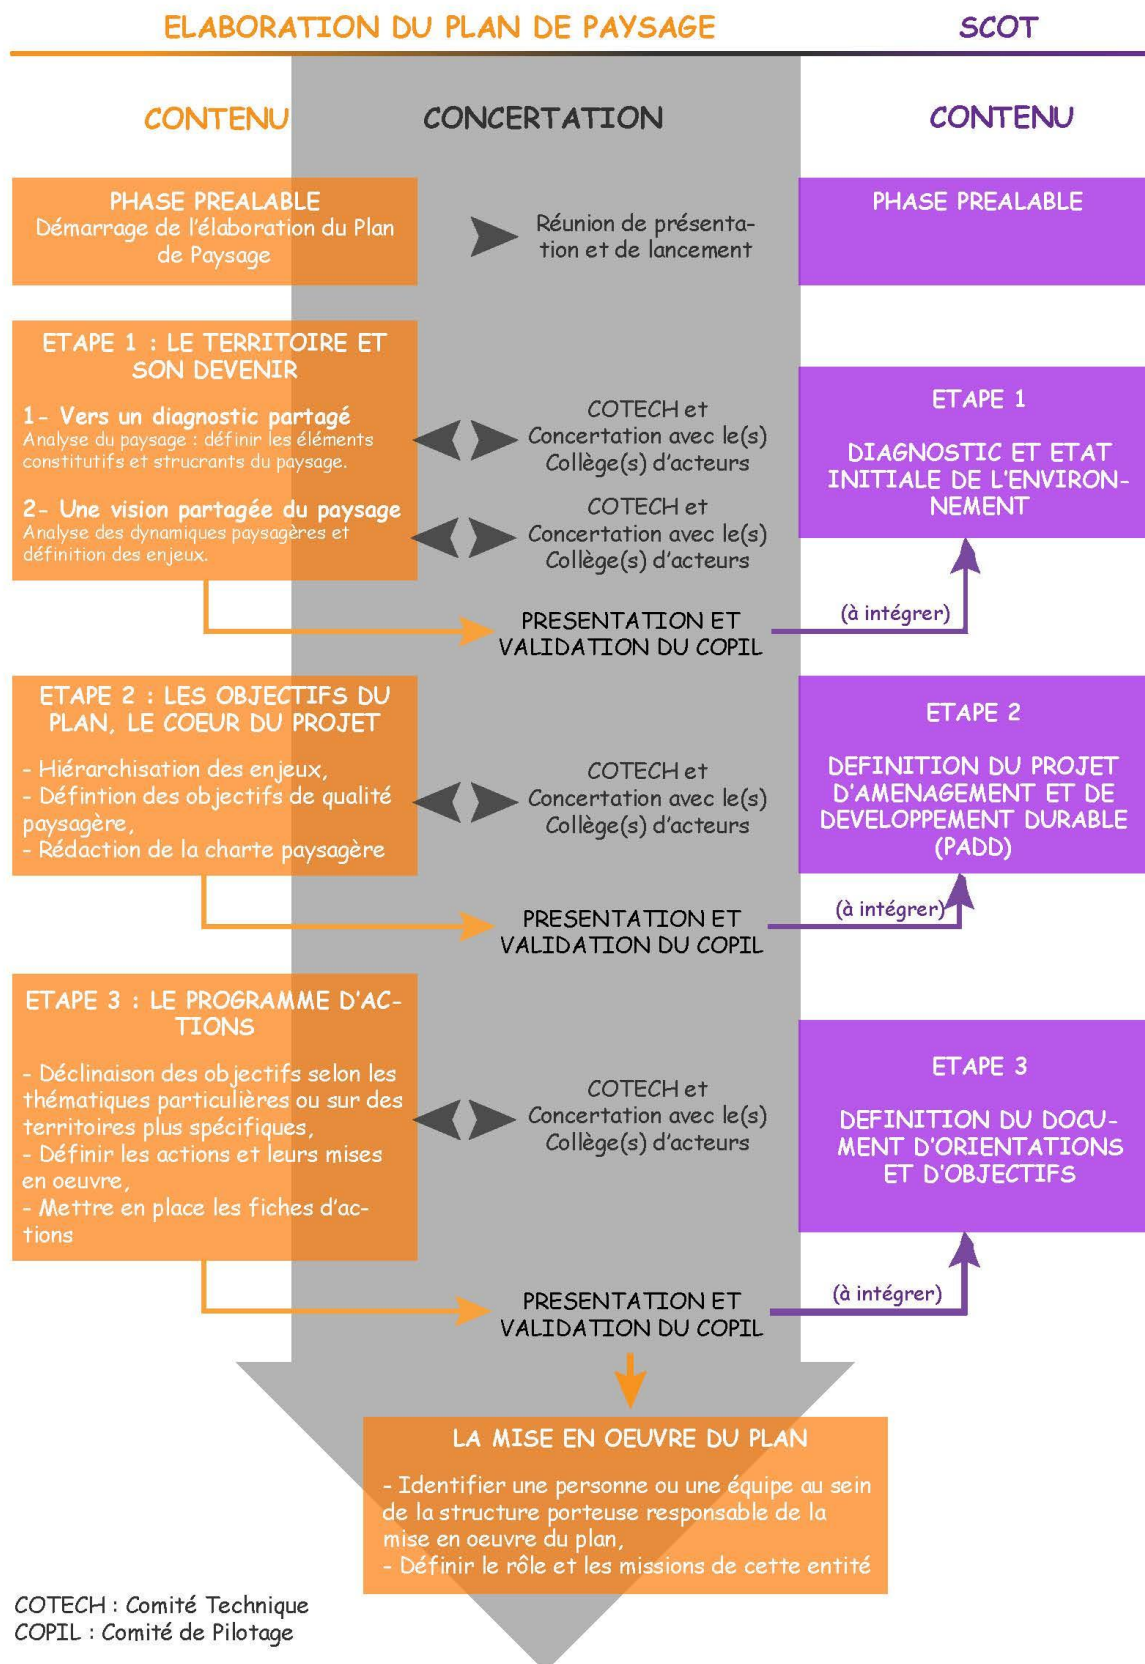 ELABORATION DU PLAN DE PAYSAGE
SCOT
CONTENU
CONCERTATION
CONTENU
PHASE PREALABLE
Démarrage de l'élaboration du Plan
de Paysage
Réunion de présenta-
tion et de lancement
PHASE PREALABLE
ETAPE 1 : LE TERRITOIRE ET
SON DEVENIR
1- Vers un diagnostic partagé
Analyse du paysage : définir les éléments
constitutifs et strucrants du paysage.
2- Une vision partagée du paysage
Analyse des dynamiques paysagères et
définition des enjeux.
COTECH et
Concertation avec le(s)
Collège(s) d'acteurs
COTECH et
Concertation avec le(s)
Collège(s) d'acteurs
ETAPE 1
DIAGNOSTIC ET ETAT
INITIALE DE L'ENVIRON-
NEMENT
PRESENTATION ET
VALIDATION DU COPIL
(à intégrer)
ETAPE 2 : LES OBJECTIFS DU
PLAN, LE COEUR DU PROJET
- Hiérarchisation des enjeux,
- Défintion des objectifs de qualité
paysagère,
- Rédaction de la charte paysagère
COTECH et
Concertation avec le(s)
Collège(s) d'acteurs
ETAPE 2
DEFINITION DU PROJET
D'AMENAGEMENT ET DE
DEVELOPPEMENT DURABLE
(PADD)
PRESENTATION ET
VALIDATION DU COPIL
(à intégrer)
ETAPE 3 : LE PROGRAMME D'AC-
TIONS
- Déclinaison des objectifs selon les
thématiques particulières ou sur des
territoires plus spécifiques,
- Définir les actions et leurs mises
en oeuvre,
- Mettre en place les fiches d'ac-
tions
COTECH et
Concertation avec le(s)
Collège(s) d'acteurs
ETAPE 3
DEFINITION DU DOCU-
MENT D'ORIENTATIONS
ET D'OBJECTIFS
PRESENTATION ET
VALIDATION DU COPIL
(à intégrer)
LA MISE EN OEUVRE DU PLAN
- Identifier une personne ou une équipe au sein
de la structure porteuse responsable de la
mise en oeuvre du plan,
- Définir le rôle et les missions de cette entité
COTECH : Comité Technique
COPIL : Comité de Pilotage